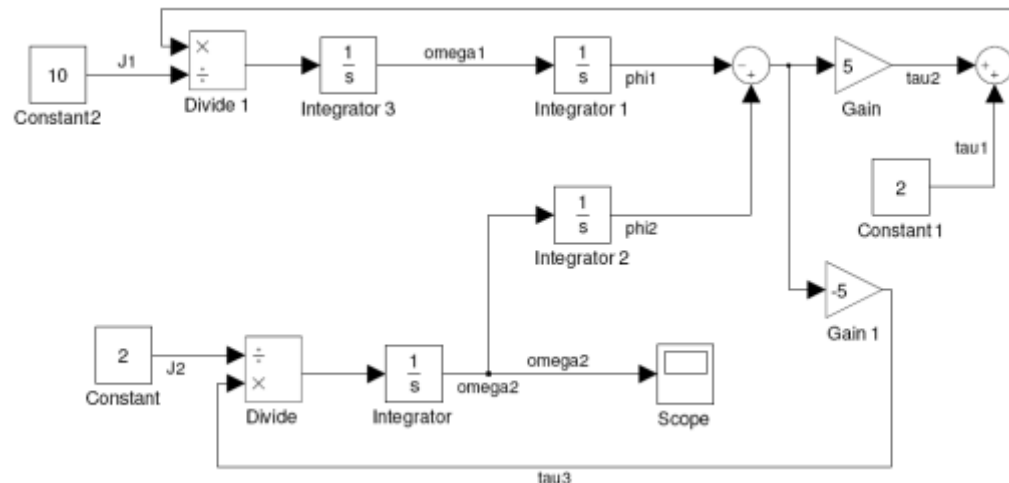 10
J1
×
÷
1
s
omega1
1
s
phi1
−
+
5
tau2
+
+
Constant2
Divide 1
Integrator 3
Integrator 1
Gain
tau1
2
Constant 1
1
s
phi2
Integrator 2
-5
Gain 1
2
J2
÷
×
1
s
omega2
omega2
Constant
Divide
Integrator
Scope
tau3